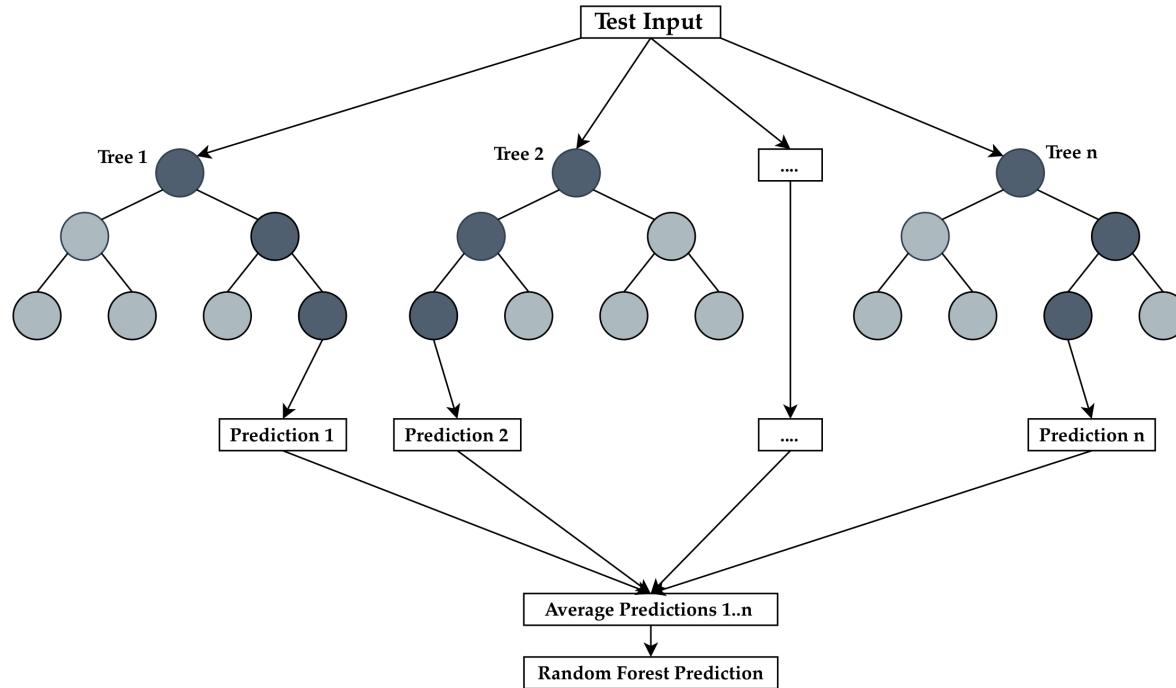 Test Input
Tree 1
Tree 2
....
Tree n
Prediction 1
Prediction 2
....
Prediction n
Average Predictions 1..n
Random Forest Prediction